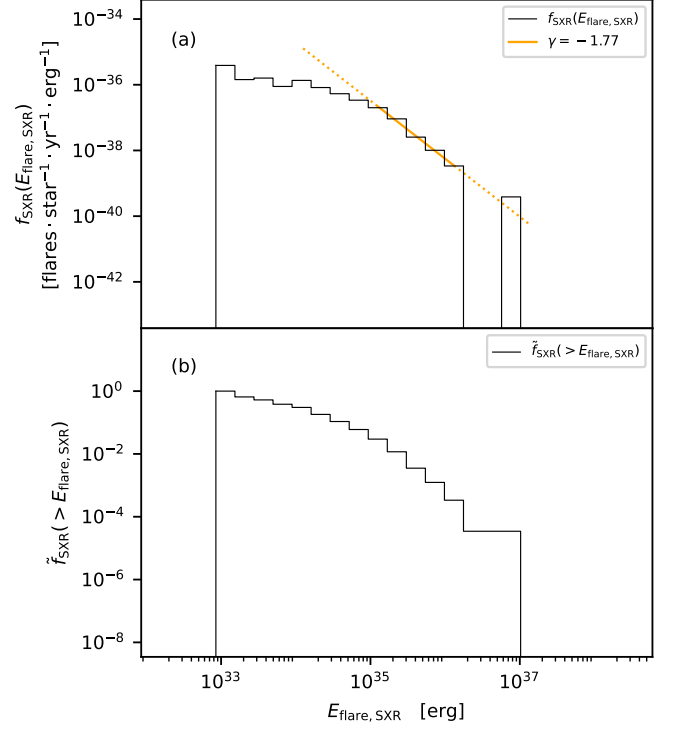 (a)
f_SXR(E_flare, SXR)
γ = −1.77
10^−34
10^−36
10^−38
10^−40
10^−42
f_SXR(E_flare, SXR)
[flares · star^−1 · yr^−1 · erg^−1]
(b)
f̃_SXR(> E_flare, SXR)
10^0
10^−2
10^−4
10^−6
10^−8
f̃_SXR(> E_flare, SXR)
10^33
10^35
10^37
E_flare, SXR [erg]